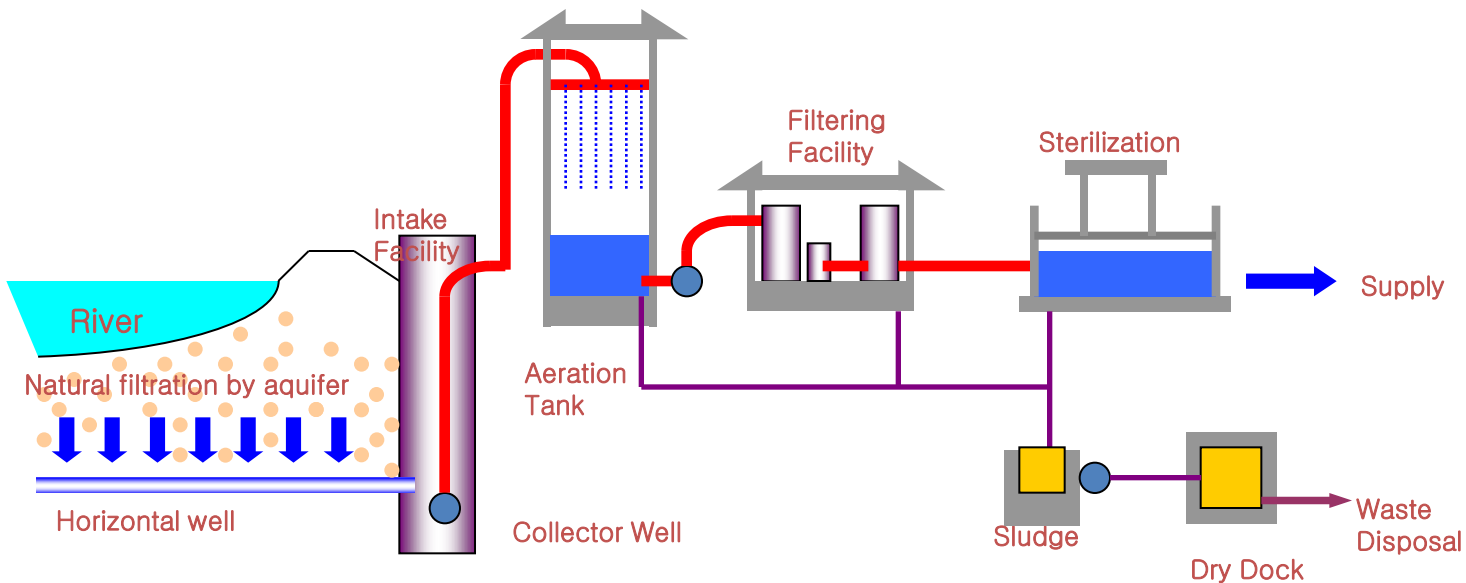 Filtering
Facility
Sterilization
Intake
Facility
River
Supply
Natural filtration by aquifer
Aeration
Tank
Horizontal well
Collector Well
Sludge
Waste
Disposal
Dry Dock